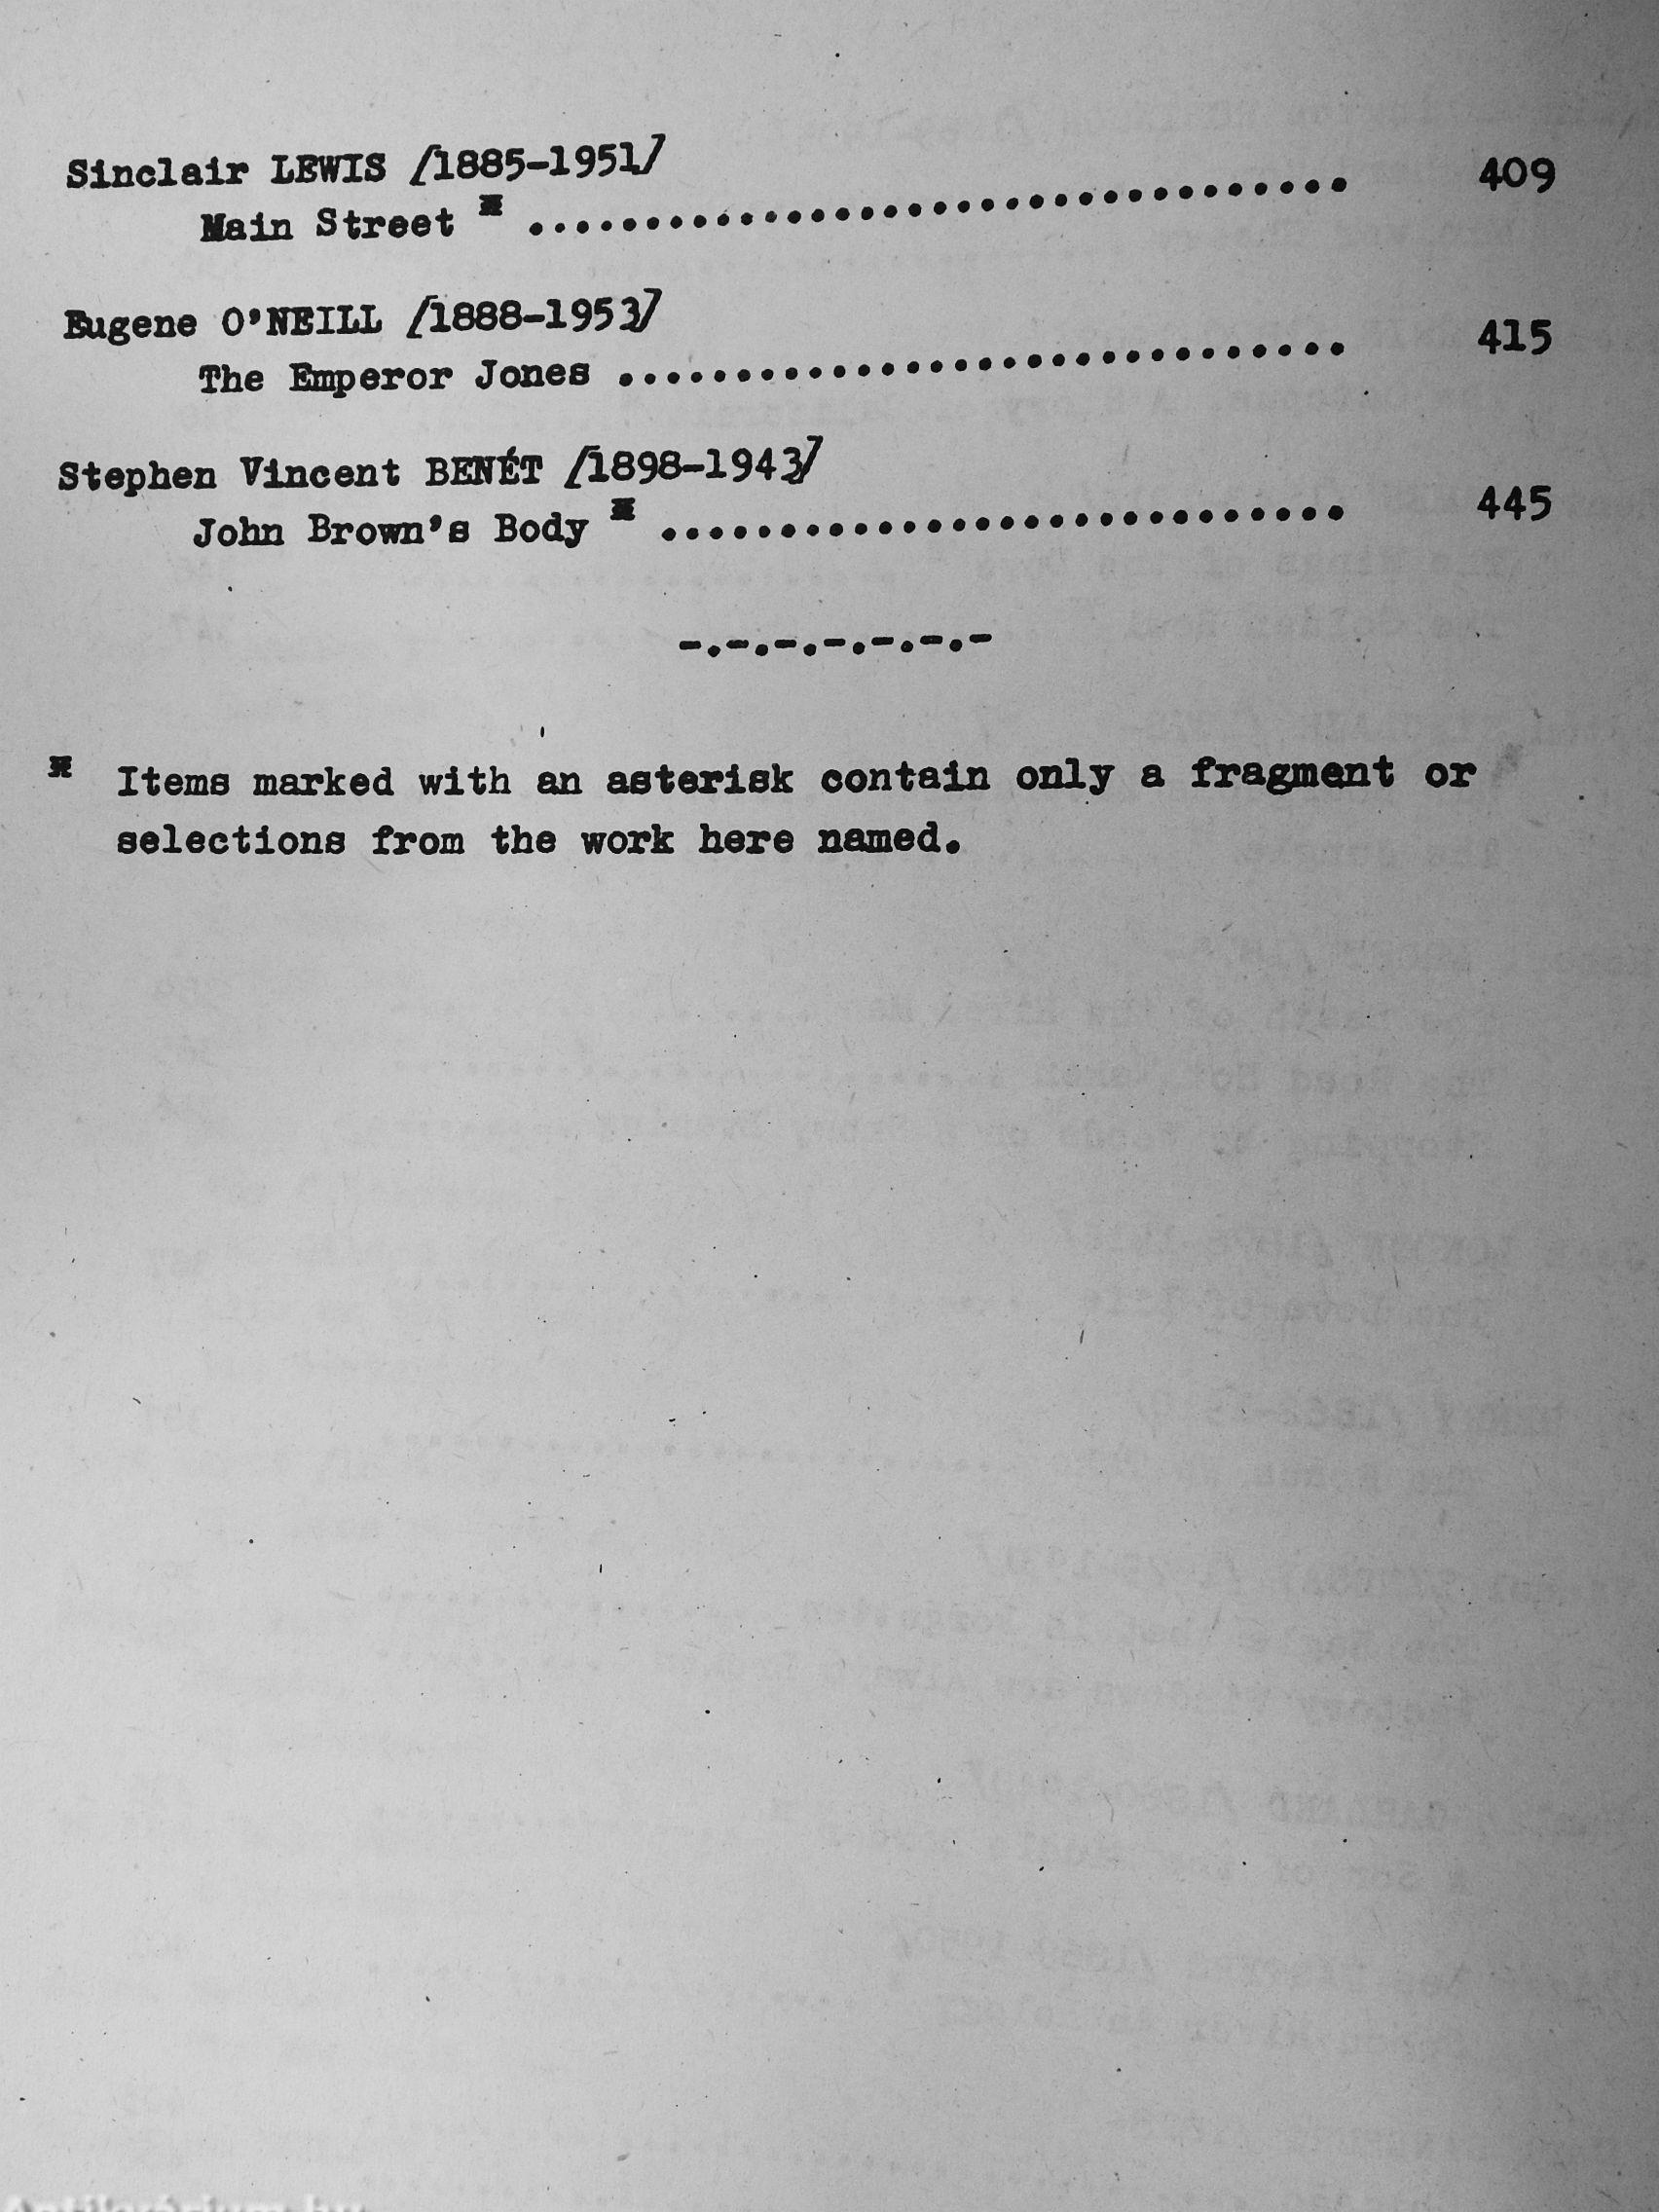 Sinclair LEWIS /1885-1951/
Main Street * .................................. 409
Eugene O'NEILL /1888-1953/
The Emperor Jones ............................... 415
Stephen Vincent BENÉT /1898-1943/
John Brown's Body * ............................. 445
-.-.-.-.-.-.-
* Items marked with an asterisk contain only a fragment or
selections from the work here named.